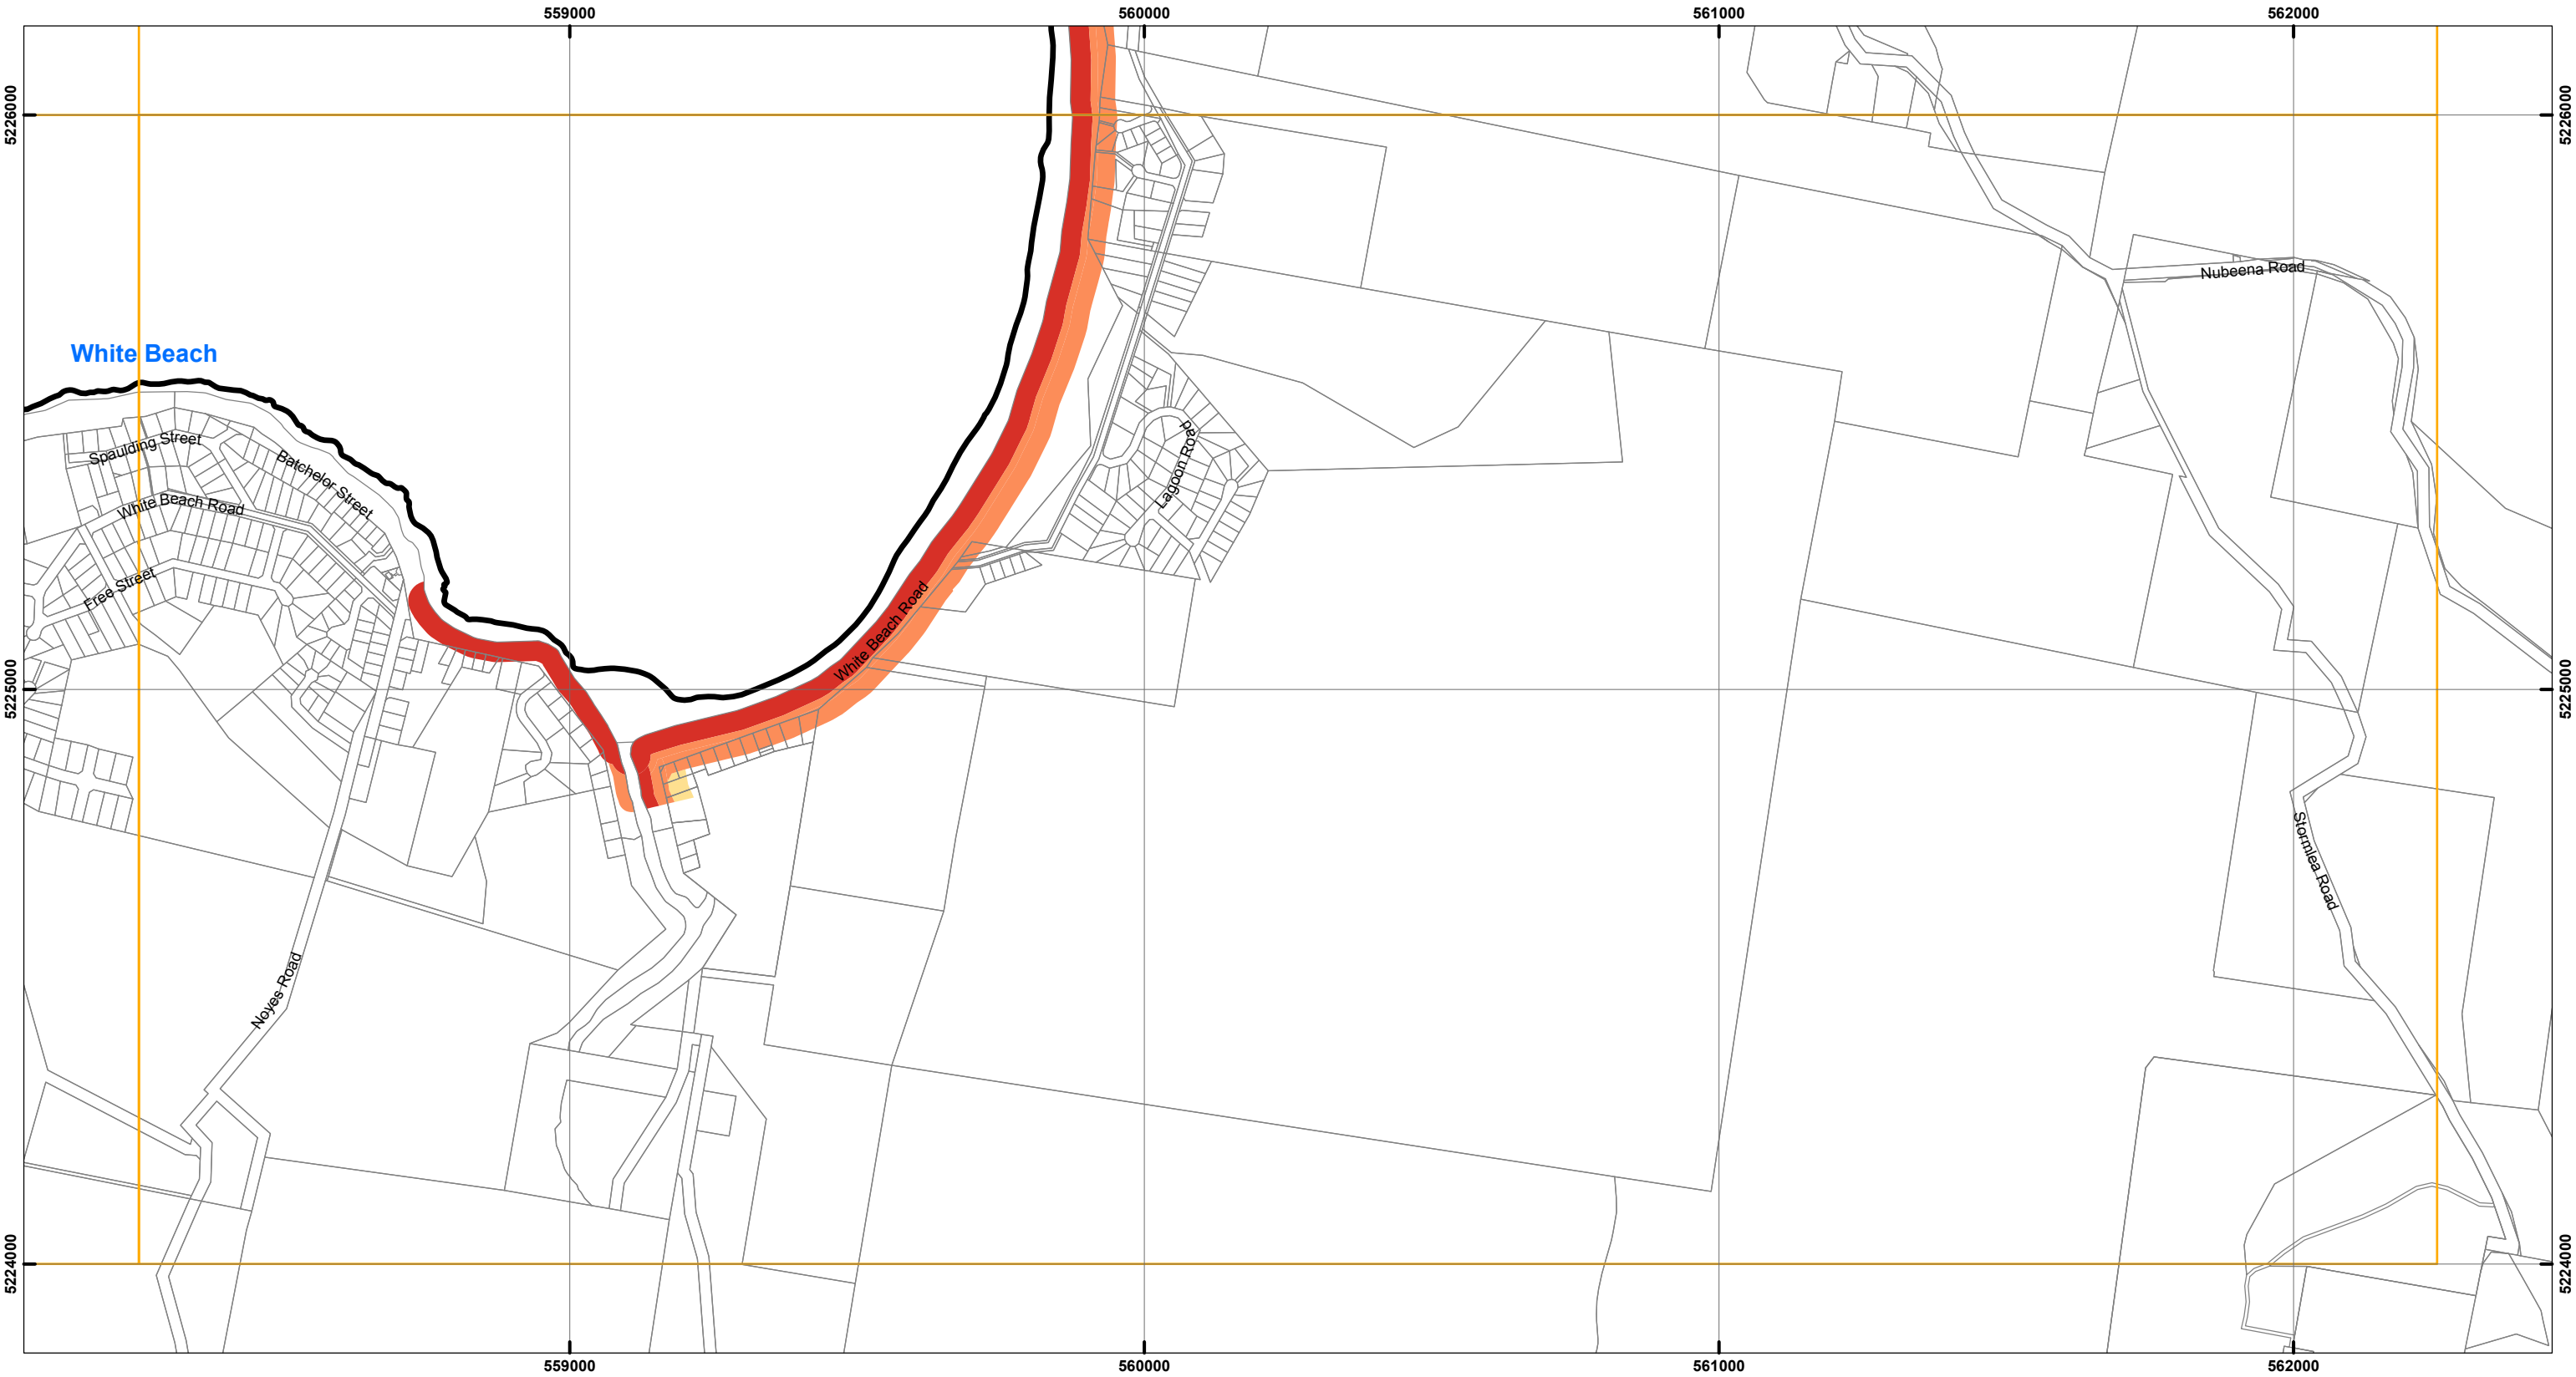 559000
560000
561000
562000
5226000
5226000
Nubeena Road
White Beach
Spaulding Street
Batchelor Street
Lagoon Road
White Beach Road
Free Street
White Beach Road
5225000
5225000
Stormlea Road
Noyes Road
5224000
5224000
559000
560000
561000
562000